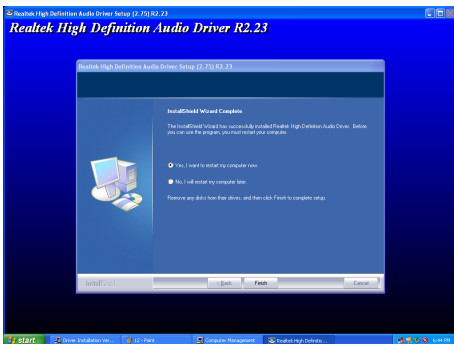 Realtek High Definition Audio Driver Setup (2.75) R2.23
Realtek High Definition Audio Driver R2.23
Realtek High Definition Audio Driver Setup (2.75) R2.23
InstallShield Wizard Complete
The InstallShield Wizard has successfully installed Realtek High Definition Audio Driver. Before
you can use the program, you must restart your computer.
Yes, I want to restart my computer now.
No, I will restart my computer later.
Remove any disks from their drives, and then click Finish to complete setup.
InstallShield
< Back
Finish
Cancel
start
Driver Installation Ver...
12 - Paint
Computer Management
Realtek High Definitio...
6:44 PM